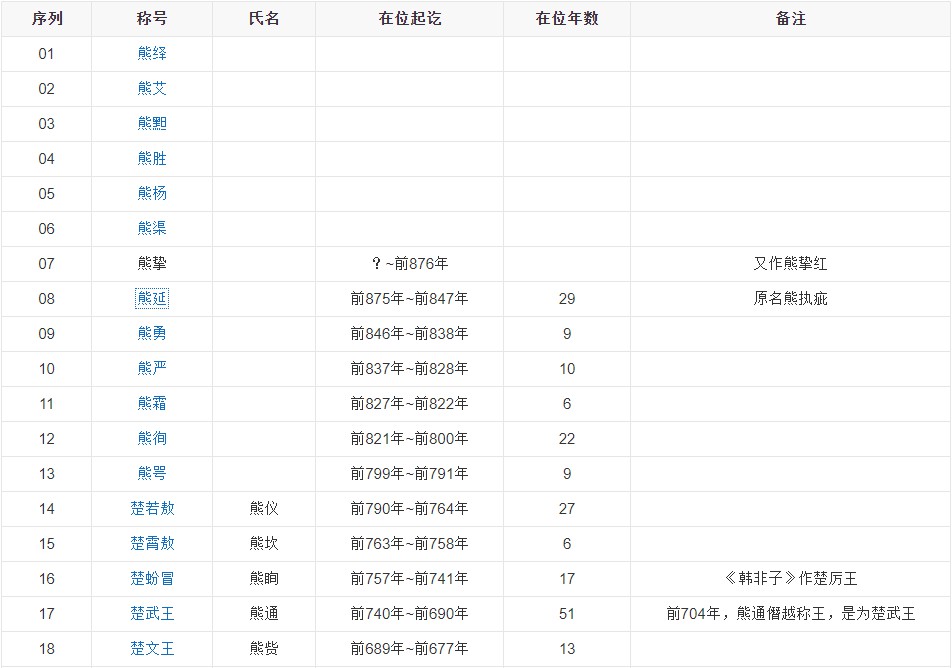 序列 称号 氏名 在位起讫 在位年数 备注
01 熊绎
02 熊艾
03 熊䵣
04 熊胜
05 熊杨
06 熊渠
07 熊挚 ？~前876年 又作熊挚红
08 熊延 前875年~前847年 29 原名熊执疵
09 熊勇 前846年~前838年 9
10 熊严 前837年~前828年 10
11 熊霜 前827年~前822年 6
12 熊徇 前821年~前800年 22
13 熊咢 前799年~前791年 9
14 楚若敖 熊仪 前790年~前764年 27
15 楚霄敖 熊坎 前763年~前758年 6
16 楚蚡冒 熊眴 前757年~前741年 17 《韩非子》作楚厉王
17 楚武王 熊通 前740年~前690年 51 前704年，熊通僭越称王，是为楚武王
18 楚文王 熊赀 前689年~前677年 13